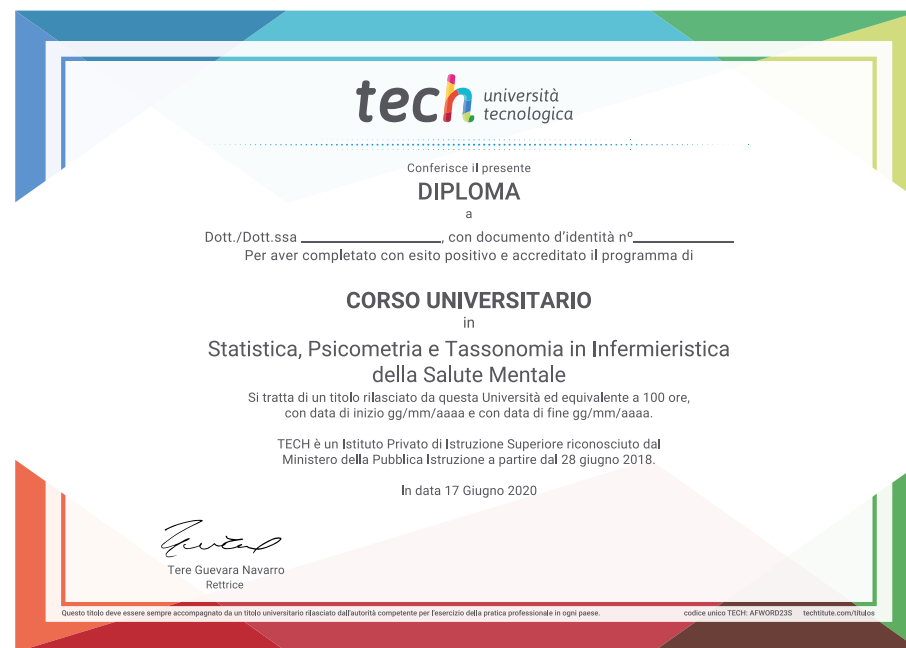 tech università
tecnologica
Conferisce il presente
DIPLOMA
a
Dott./Dott.ssa ____________________, con documento d'identità nº______________
Per aver completato con esito positivo e accreditato il programma di
CORSO UNIVERSITARIO
in
Statistica, Psicometria e Tassonomia in Infermieristica
della Salute Mentale
Si tratta di un titolo rilasciato da questa Università ed equivalente a 100 ore,
con data di inizio gg/mm/aaaa e con data di fine gg/mm/aaaa.
TECH è un Istituto Privato di Istruzione Superiore riconosciuto dal
Ministero della Pubblica Istruzione a partire dal 28 giugno 2018.
In data 17 Giugno 2020
Tere Guevara Navarro
Rettrice
Questo titolo deve essere sempre accompagnato da un titolo universitario rilasciato dall'autorità competente per l'esercizio della pratica professionale in ogni paese. codice unico TECH: AFWORD23S techtitute.com/títulos